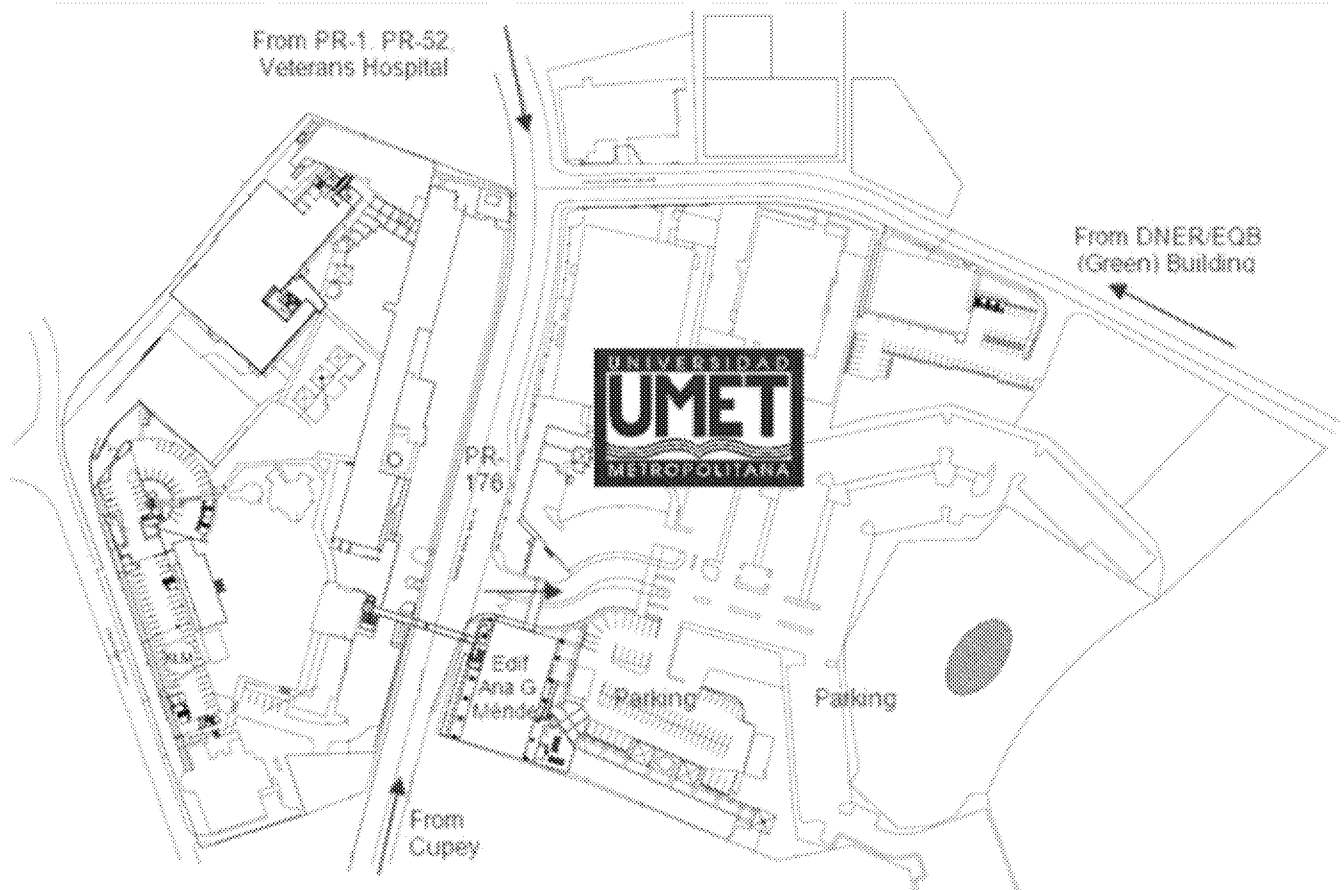 From PR-1, PR-52,
Veterans Hospital
From DNER/EQB
(Green) Building
UNIVERSIDAD
UMET
METROPOLITANA
PR-
176
Edif
Ana G
Méndez
Parking
Parking
From
Cupey